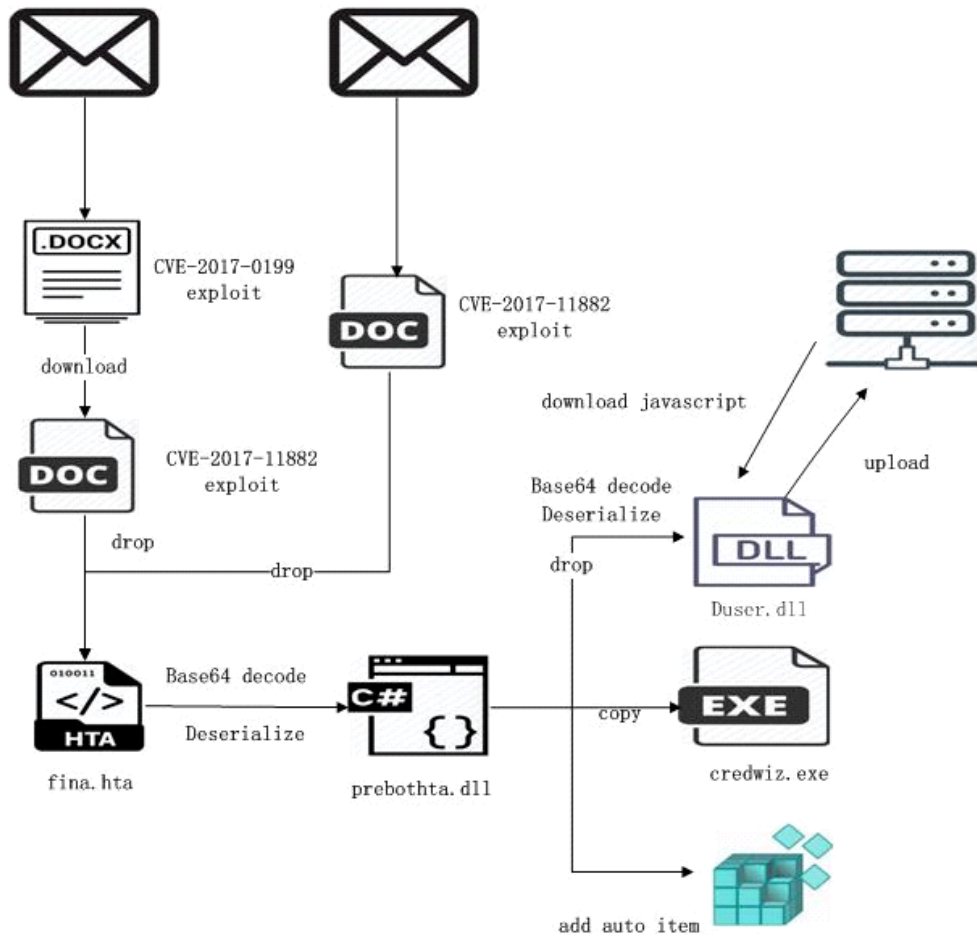 .DOCX
CVE-2017-0199
exploit
download
DOC
CVE-2017-11882
exploit
DOC
CVE-2017-11882
exploit
drop
drop
010011
</>
HTA
fina.hta
Base64 decode
Deserialize
C#
{}
prebothta.dll
download javascript
upload
Base64 decode
Deserialize
drop
DLL
Duser.dll
copy
EXE
credwiz.exe
add auto item